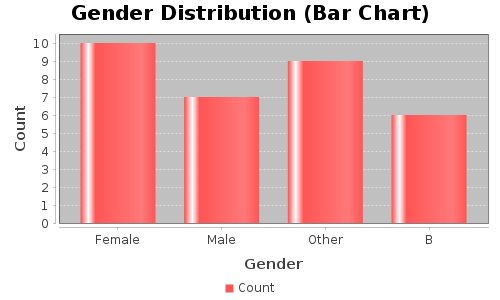 Gender Distribution (Bar Chart)
Count
10
9
8
7
6
5
4
3
2
1
0
Female Male Other B
Gender
Count